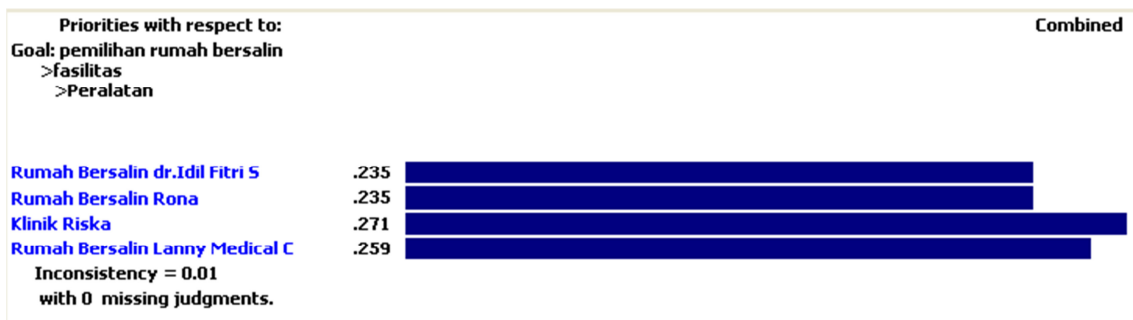 Priorities with respect to: Combined
Goal: pemilihan rumah bersalin
>fasilitas
>Peralatan
Rumah Bersalin dr.Idil Fitri S .235
Rumah Bersalin Rona .235
Klinik Riska .271
Rumah Bersalin Lanny Medical C .259
Inconsistency = 0.01
with 0 missing judgments.